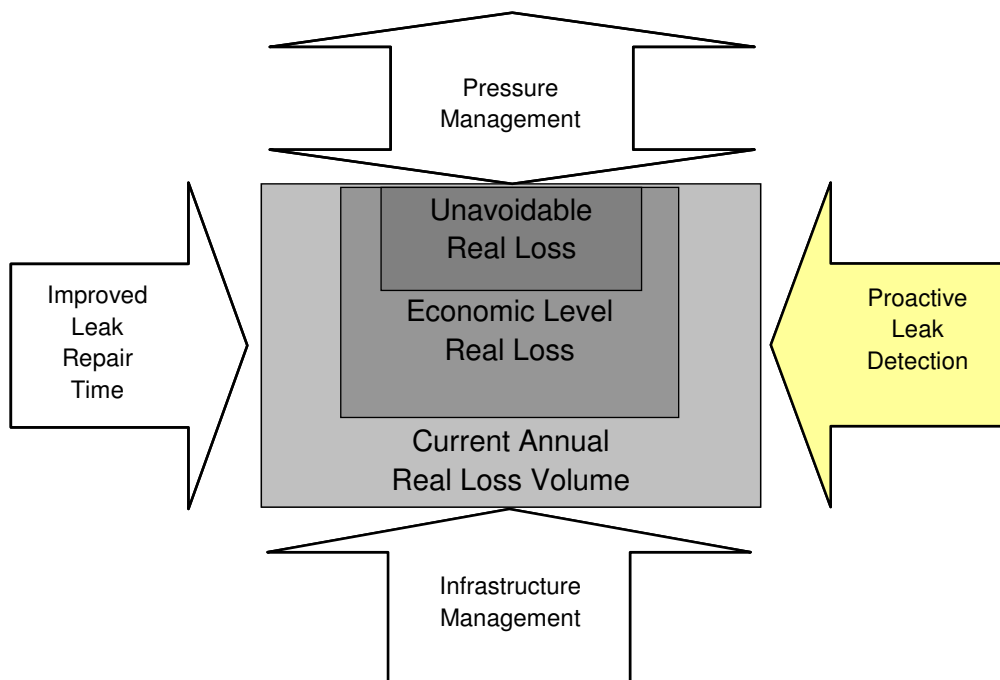 Pressure
Management
Unavoidable
Real Loss
Improved
Leak
Repair
Time
Economic Level
Real Loss
Proactive
Leak
Detection
Current Annual
Real Loss Volume
Infrastructure
Management